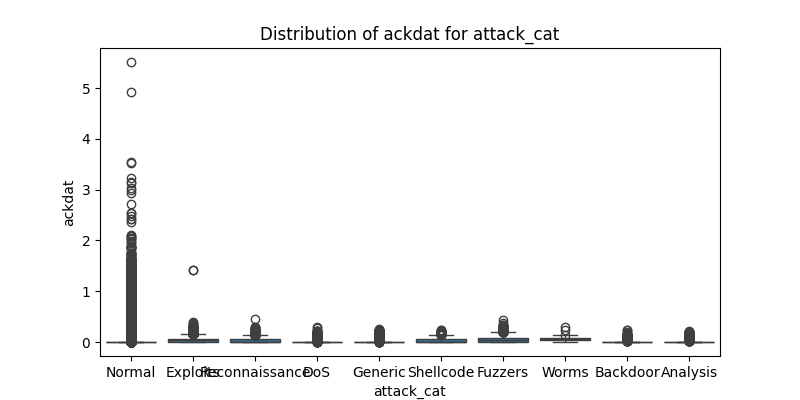 Distribution of ackdat for attack_cat
ackdat
5
4
3
2
1
0
Normal Exploits Reconnaissance DoS Generic Shellcode Fuzzers Worms Backdoor Analysis
attack_cat